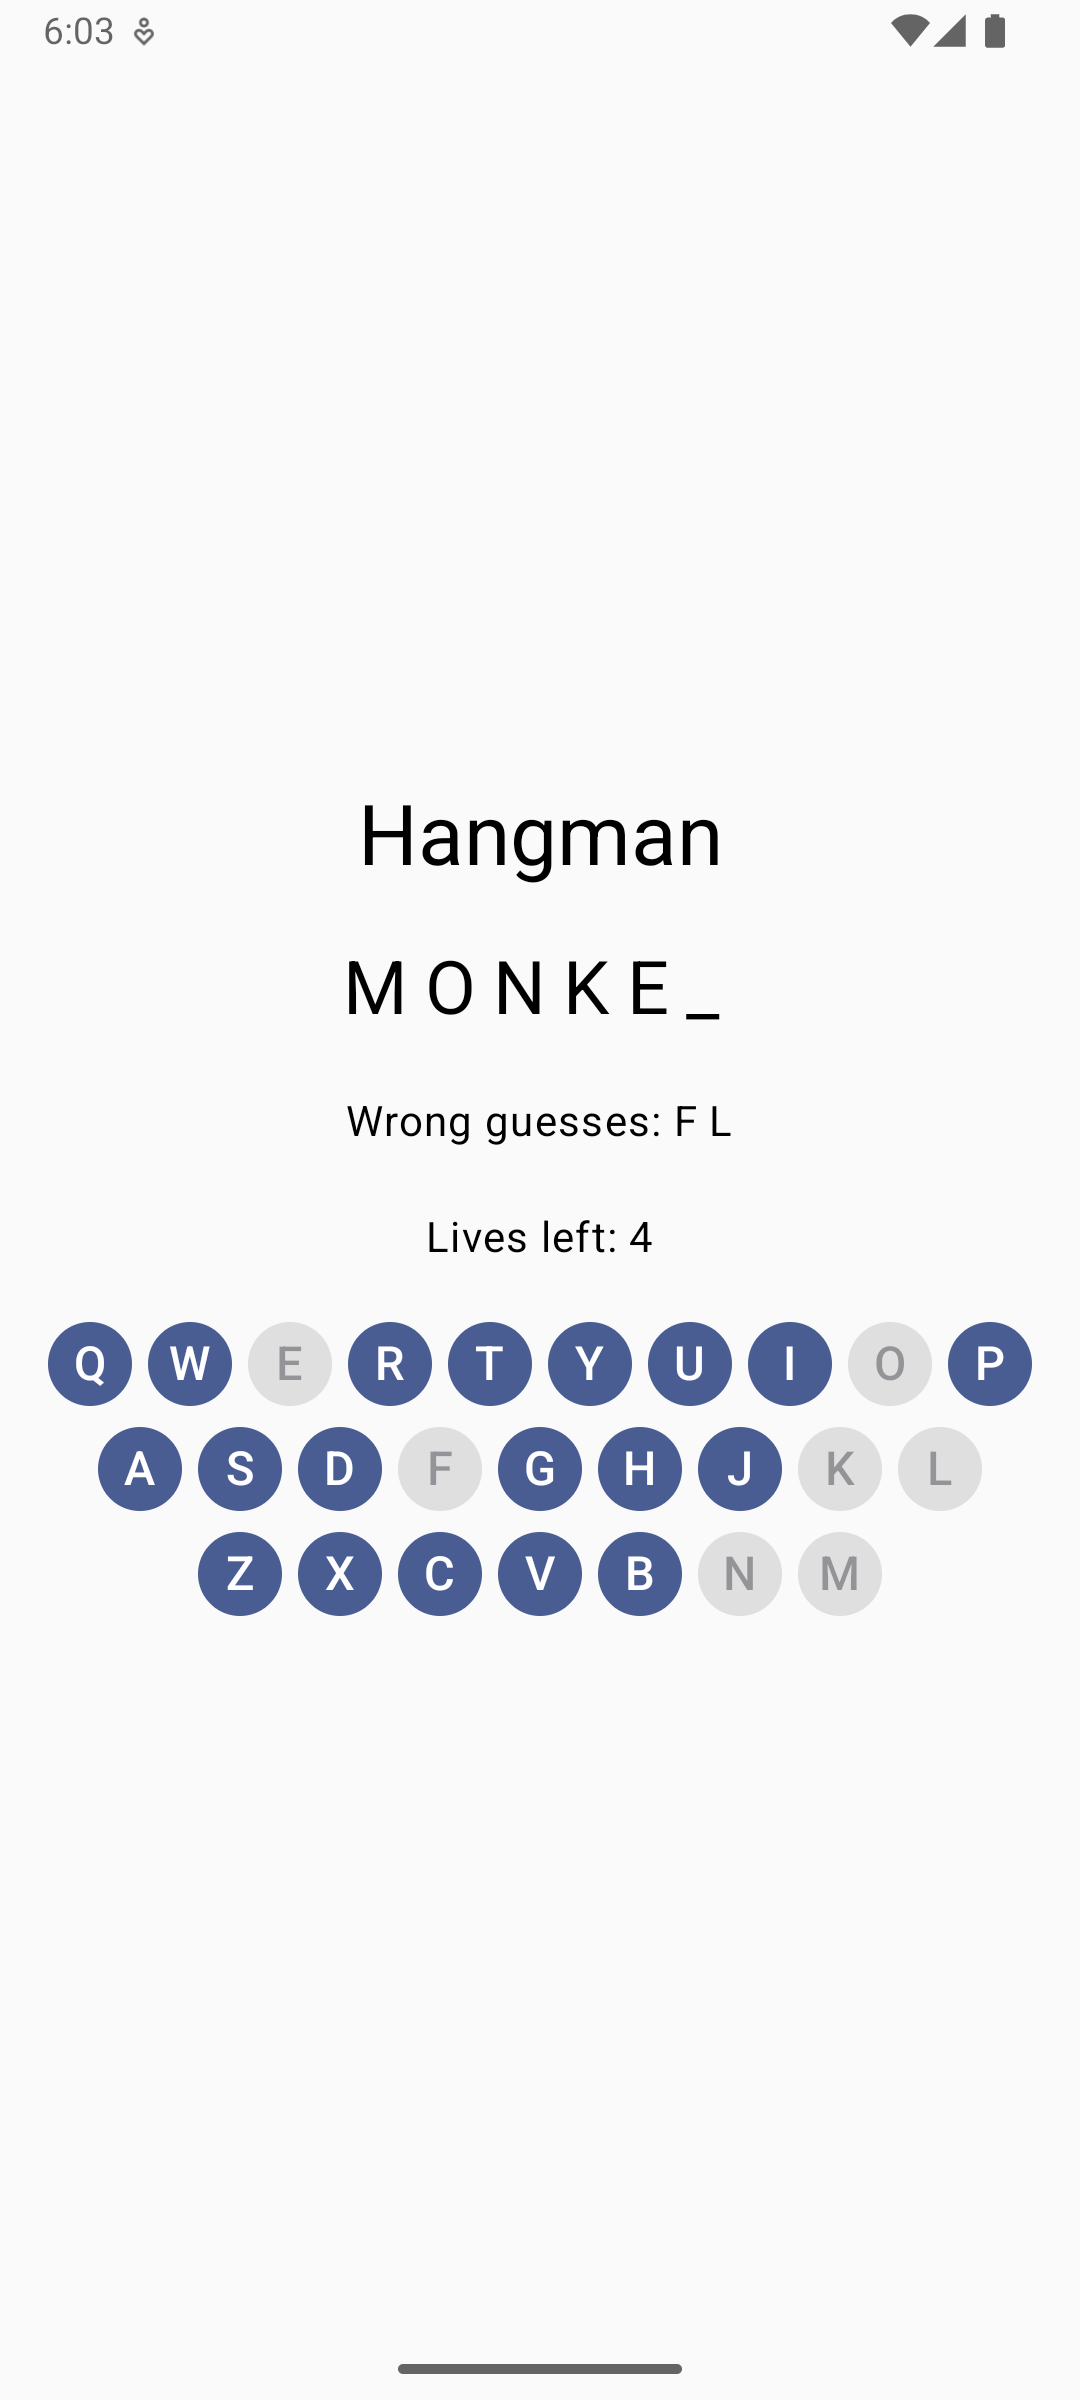 6:03
Hangman
M O N K E _
Wrong guesses: F L
Lives left: 4
Q W E R T Y U I O P
A S D F G H J K L
Z X C V B N M